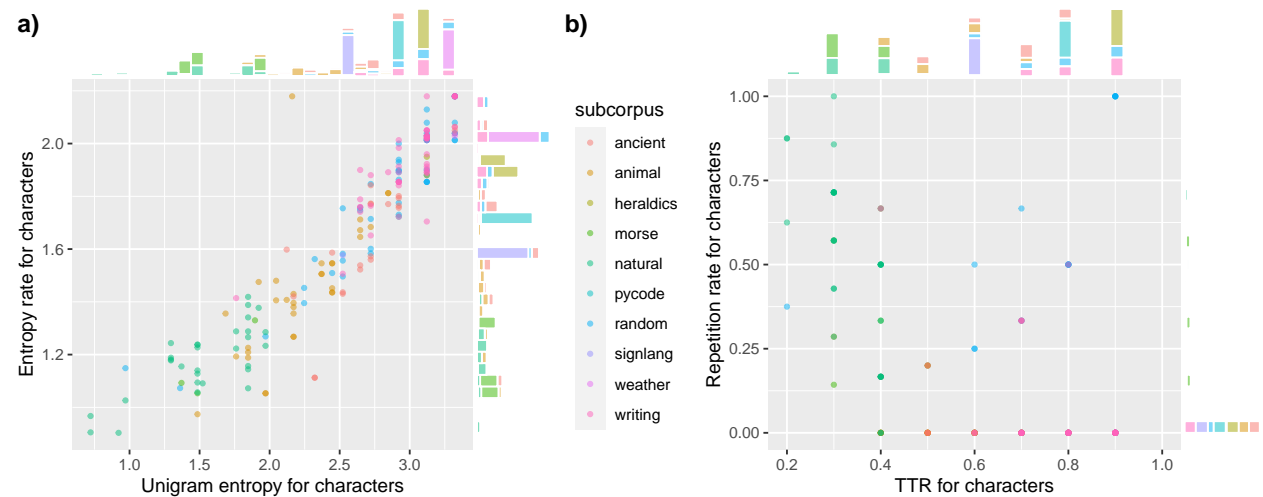 a)
Entropy rate for characters
2.0
1.6
1.2
1.0 1.5 2.0 2.5 3.0
Unigram entropy for characters
subcorpus
ancient
animal
heraldics
morse
natural
pycode
random
signlang
weather
writing
b)
Repetition rate for characters
1.00
0.75
0.50
0.25
0.00
0.2 0.4 0.6 0.8 1.0
TTR for characters